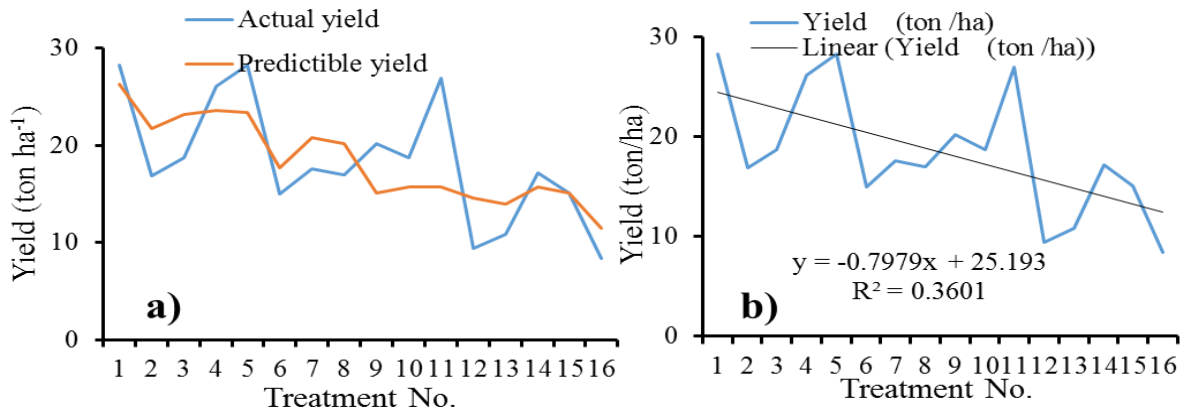 Actual yield
Predictible yield
Yield (ton ha-1)
30
20
10
0
a)
1 2 3 4 5 6 7 8 9 10 11 12 13 14 15 16
Treatment No.
Yield (ton /ha)
Linear (Yield (ton /ha))
Yield (ton/ha)
30
20
10
0
y = -0.7979x + 25.193
R² = 0.3601
b)
1 2 3 4 5 6 7 8 9 10 11 12 13 14 15 16
Treatment No.